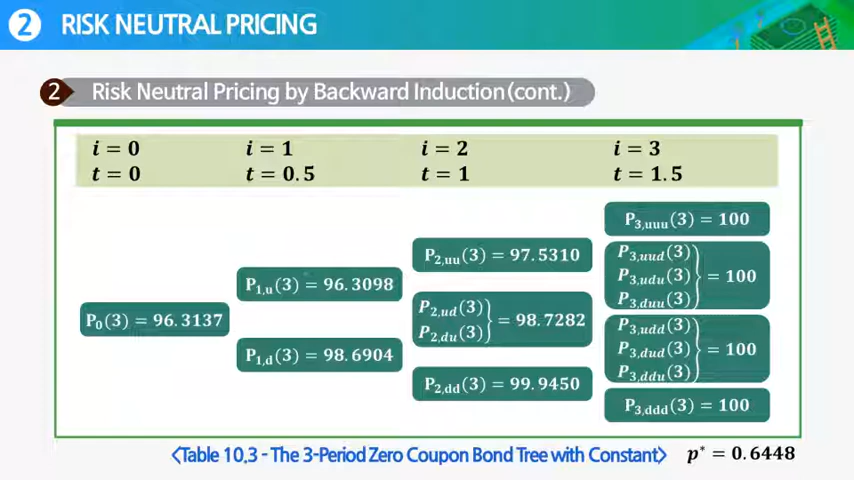 2 RISK NEUTRAL PRICING
2 Risk Neutral Pricing by Backward Induction(cont.)
i = 0 i = 1 i = 2 i = 3
t = 0 t = 0.5 t = 1 t = 1.5
P₃,uuu(3) = 100
P₂,uu(3) = 97.5310
P₃,uud(3)
P₃,udu(3) = 100
P₃,duu(3)
P₁,u(3) = 96.3098
P₀(3) = 96.3137
P₂,ud(3)
P₂,du(3) = 98.7282
P₁,d(3) = 98.6904
P₃,udd(3)
P₃,dud(3) = 100
P₃,ddu(3)
P₂,dd(3) = 99.9450
P₃,ddd(3) = 100
<Table 10.3 - The 3-Period Zero Coupon Bond Tree with Constant> p* = 0.6448